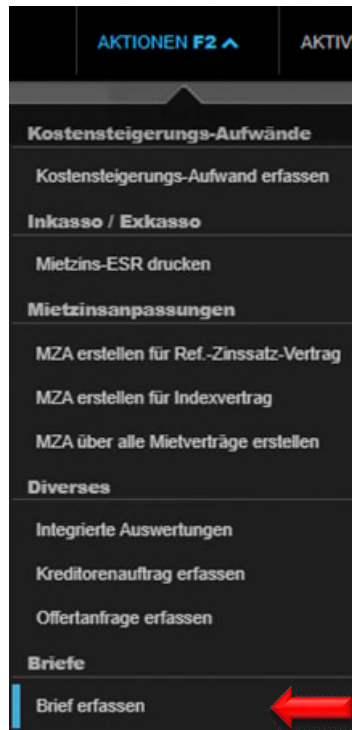 AKTIONEN F2 AKTIV
Kostensteigerungs-Aufwände
Kostensteigerungs-Aufwand erfassen
Inkasso / Exkasso
Mietzins-ESR drucken
Mietzinsanpassungen
MZA erstellen für Ref.-Zinssatz-Vertrag
MZA erstellen für Indexvertrag
MZA über alle Mietverträge erstellen
Diverses
Integrierte Auswertungen
Kreditorenauftrag erfassen
Offertanfrage erfassen
Briefe
Brief erfassen